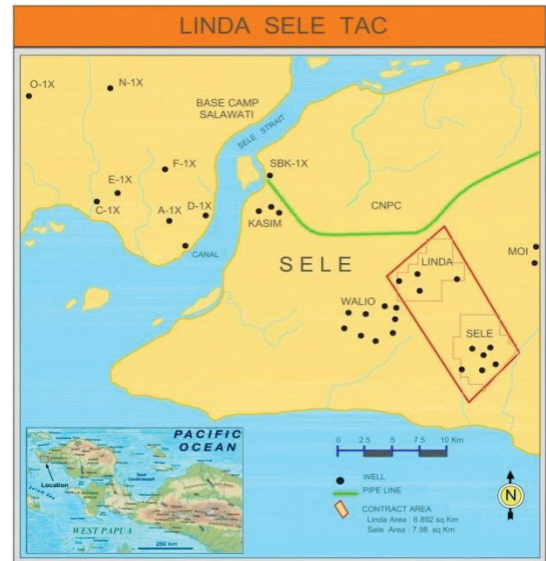 LINDA SELE TAC
O-1X
N-1X
BASE CAMP
SALAWATI
SELE STRAIT
F-1X
SBK-1X
E-1X
C-1X
A-1X
D-1X
KASIM
CNPC
CANAL
SELE
LINDA
MOI
WALIO
SELE
PACIFIC
OCEAN
Location
WEST PAPUA
250 km
0 2.5 5 7.5 10 Km
WELL
PIPE LINE
CONTRACT AREA
Linda Area : 6.892 sq Km
Sele Area : 7.98 sq Km
N